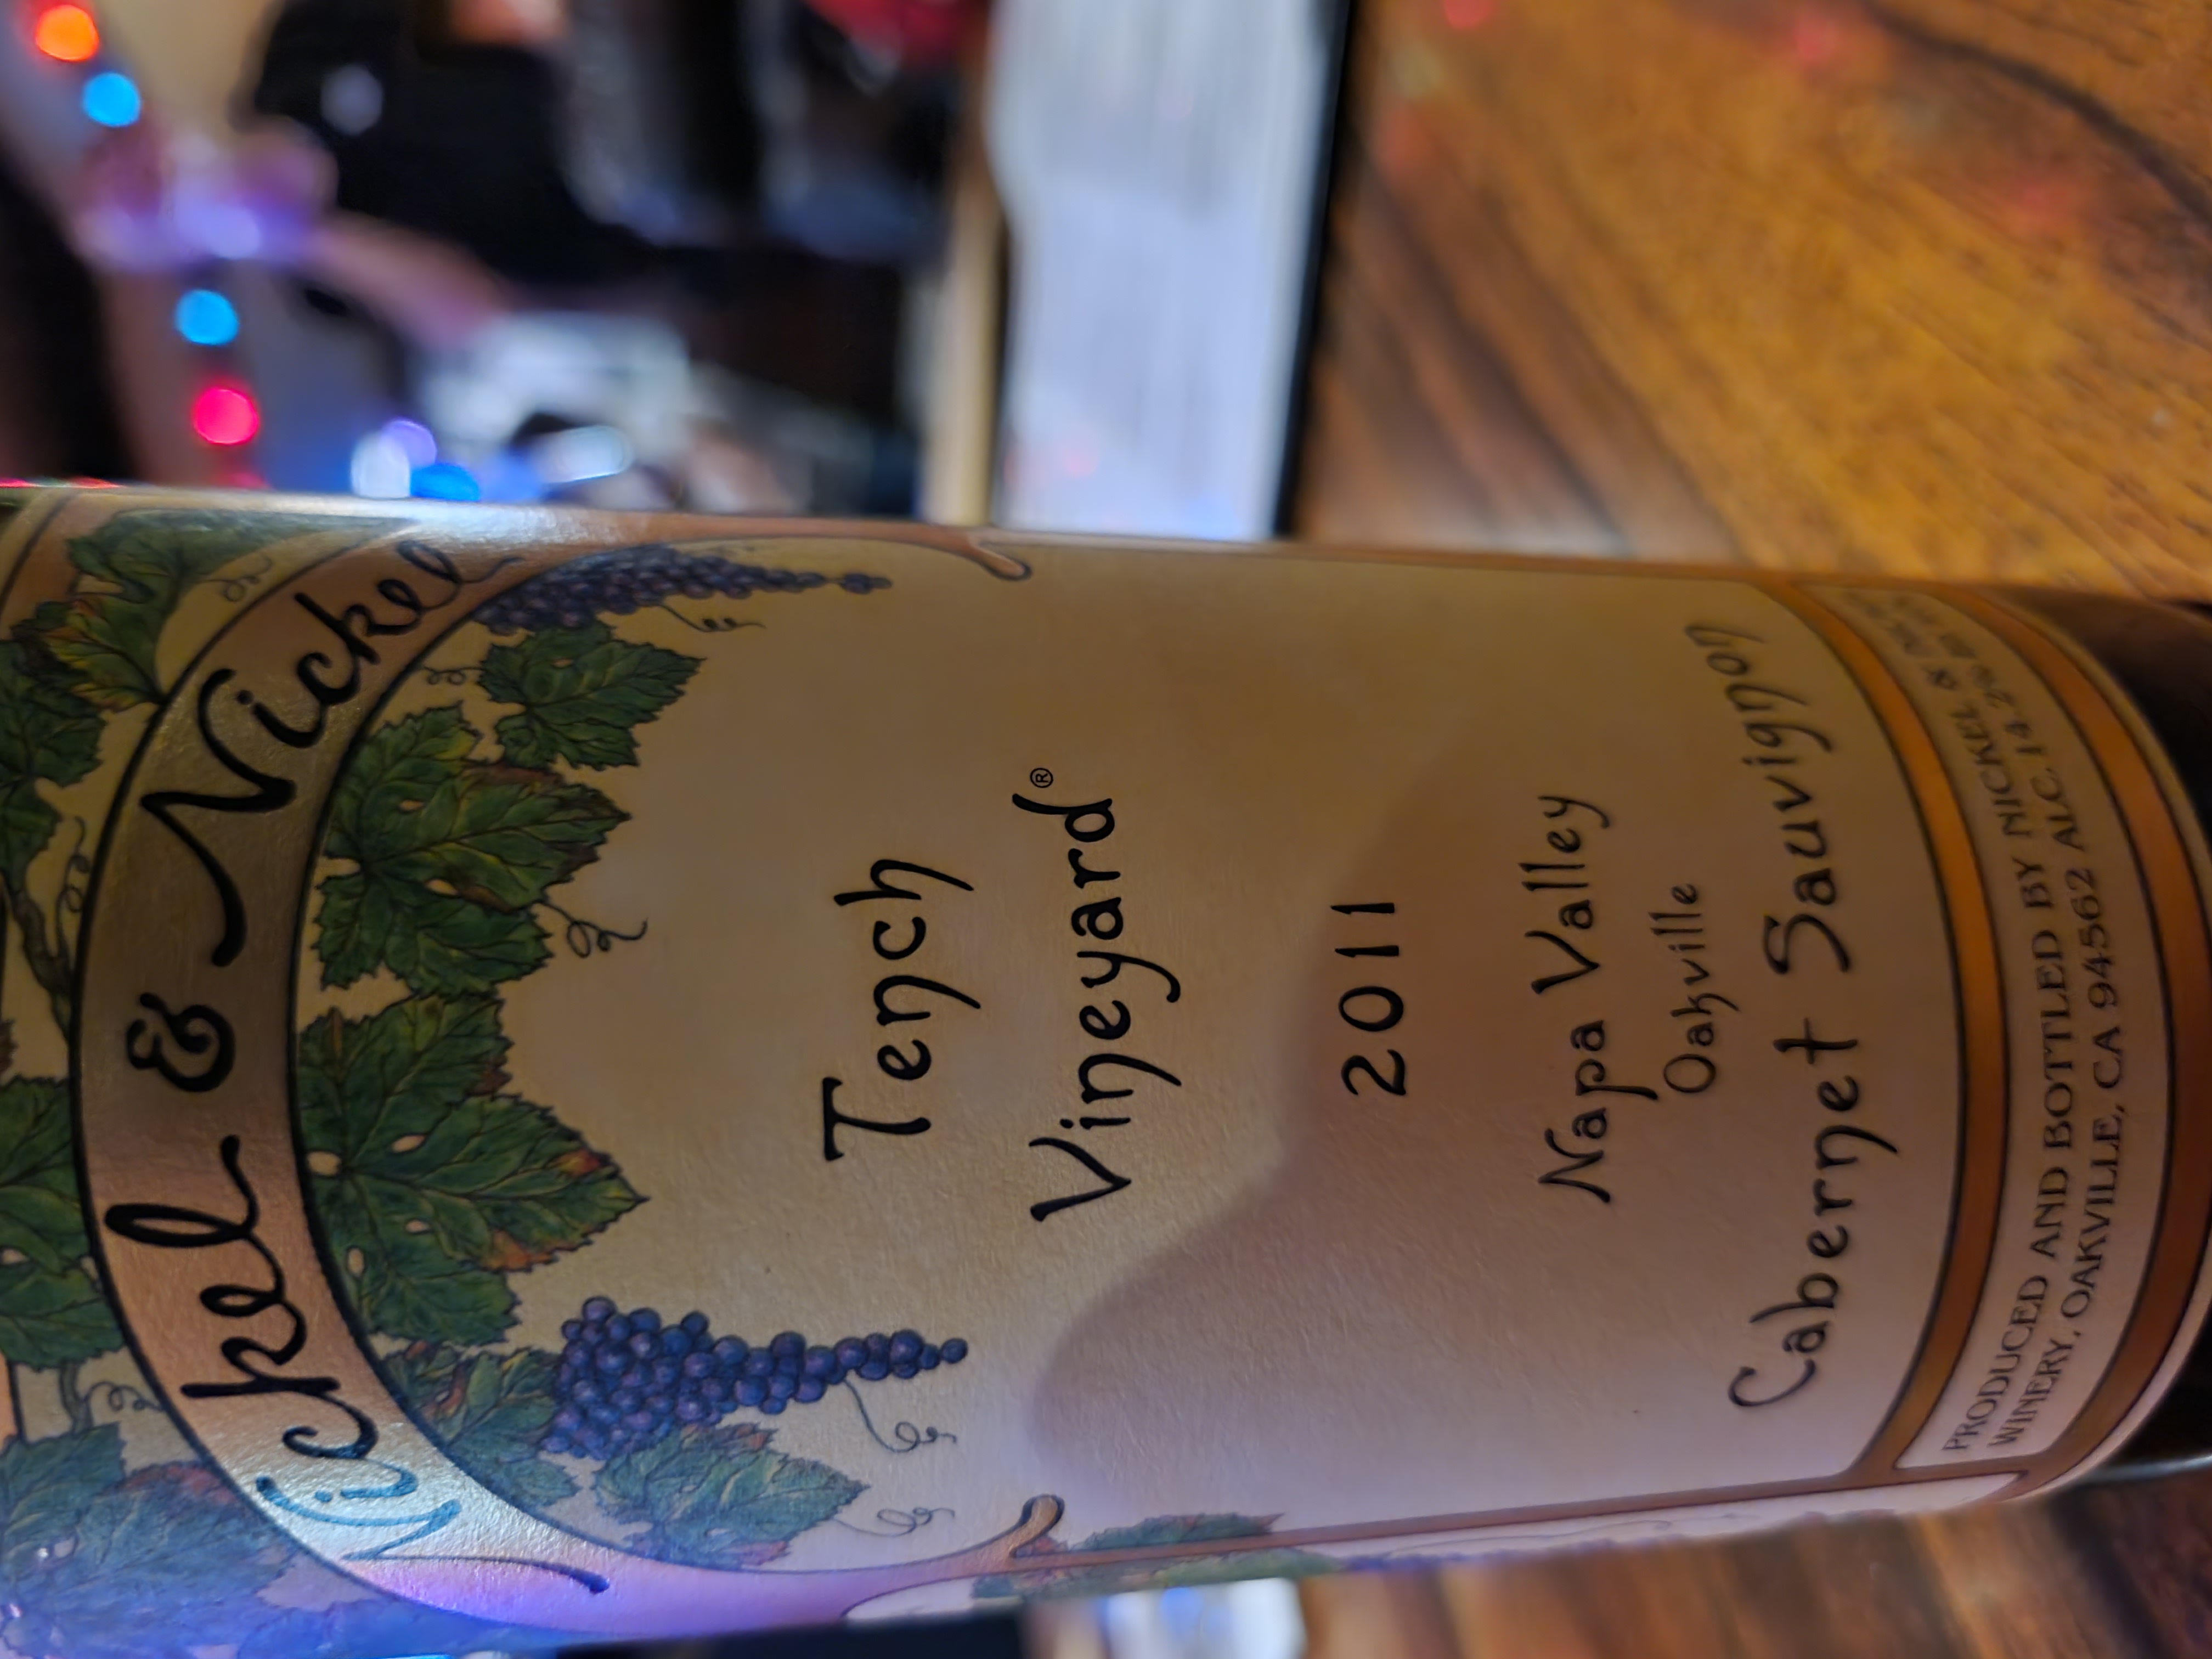 Nickel & Nickel
Tench
Vineyard®
2011
Napa Valley
Oakville
Cabernet Sauvignon
PRODUCED AND BOTTLED BY NICKEL &
WINERY, OAKVILLE, CA 94562 ALC. 14.2%